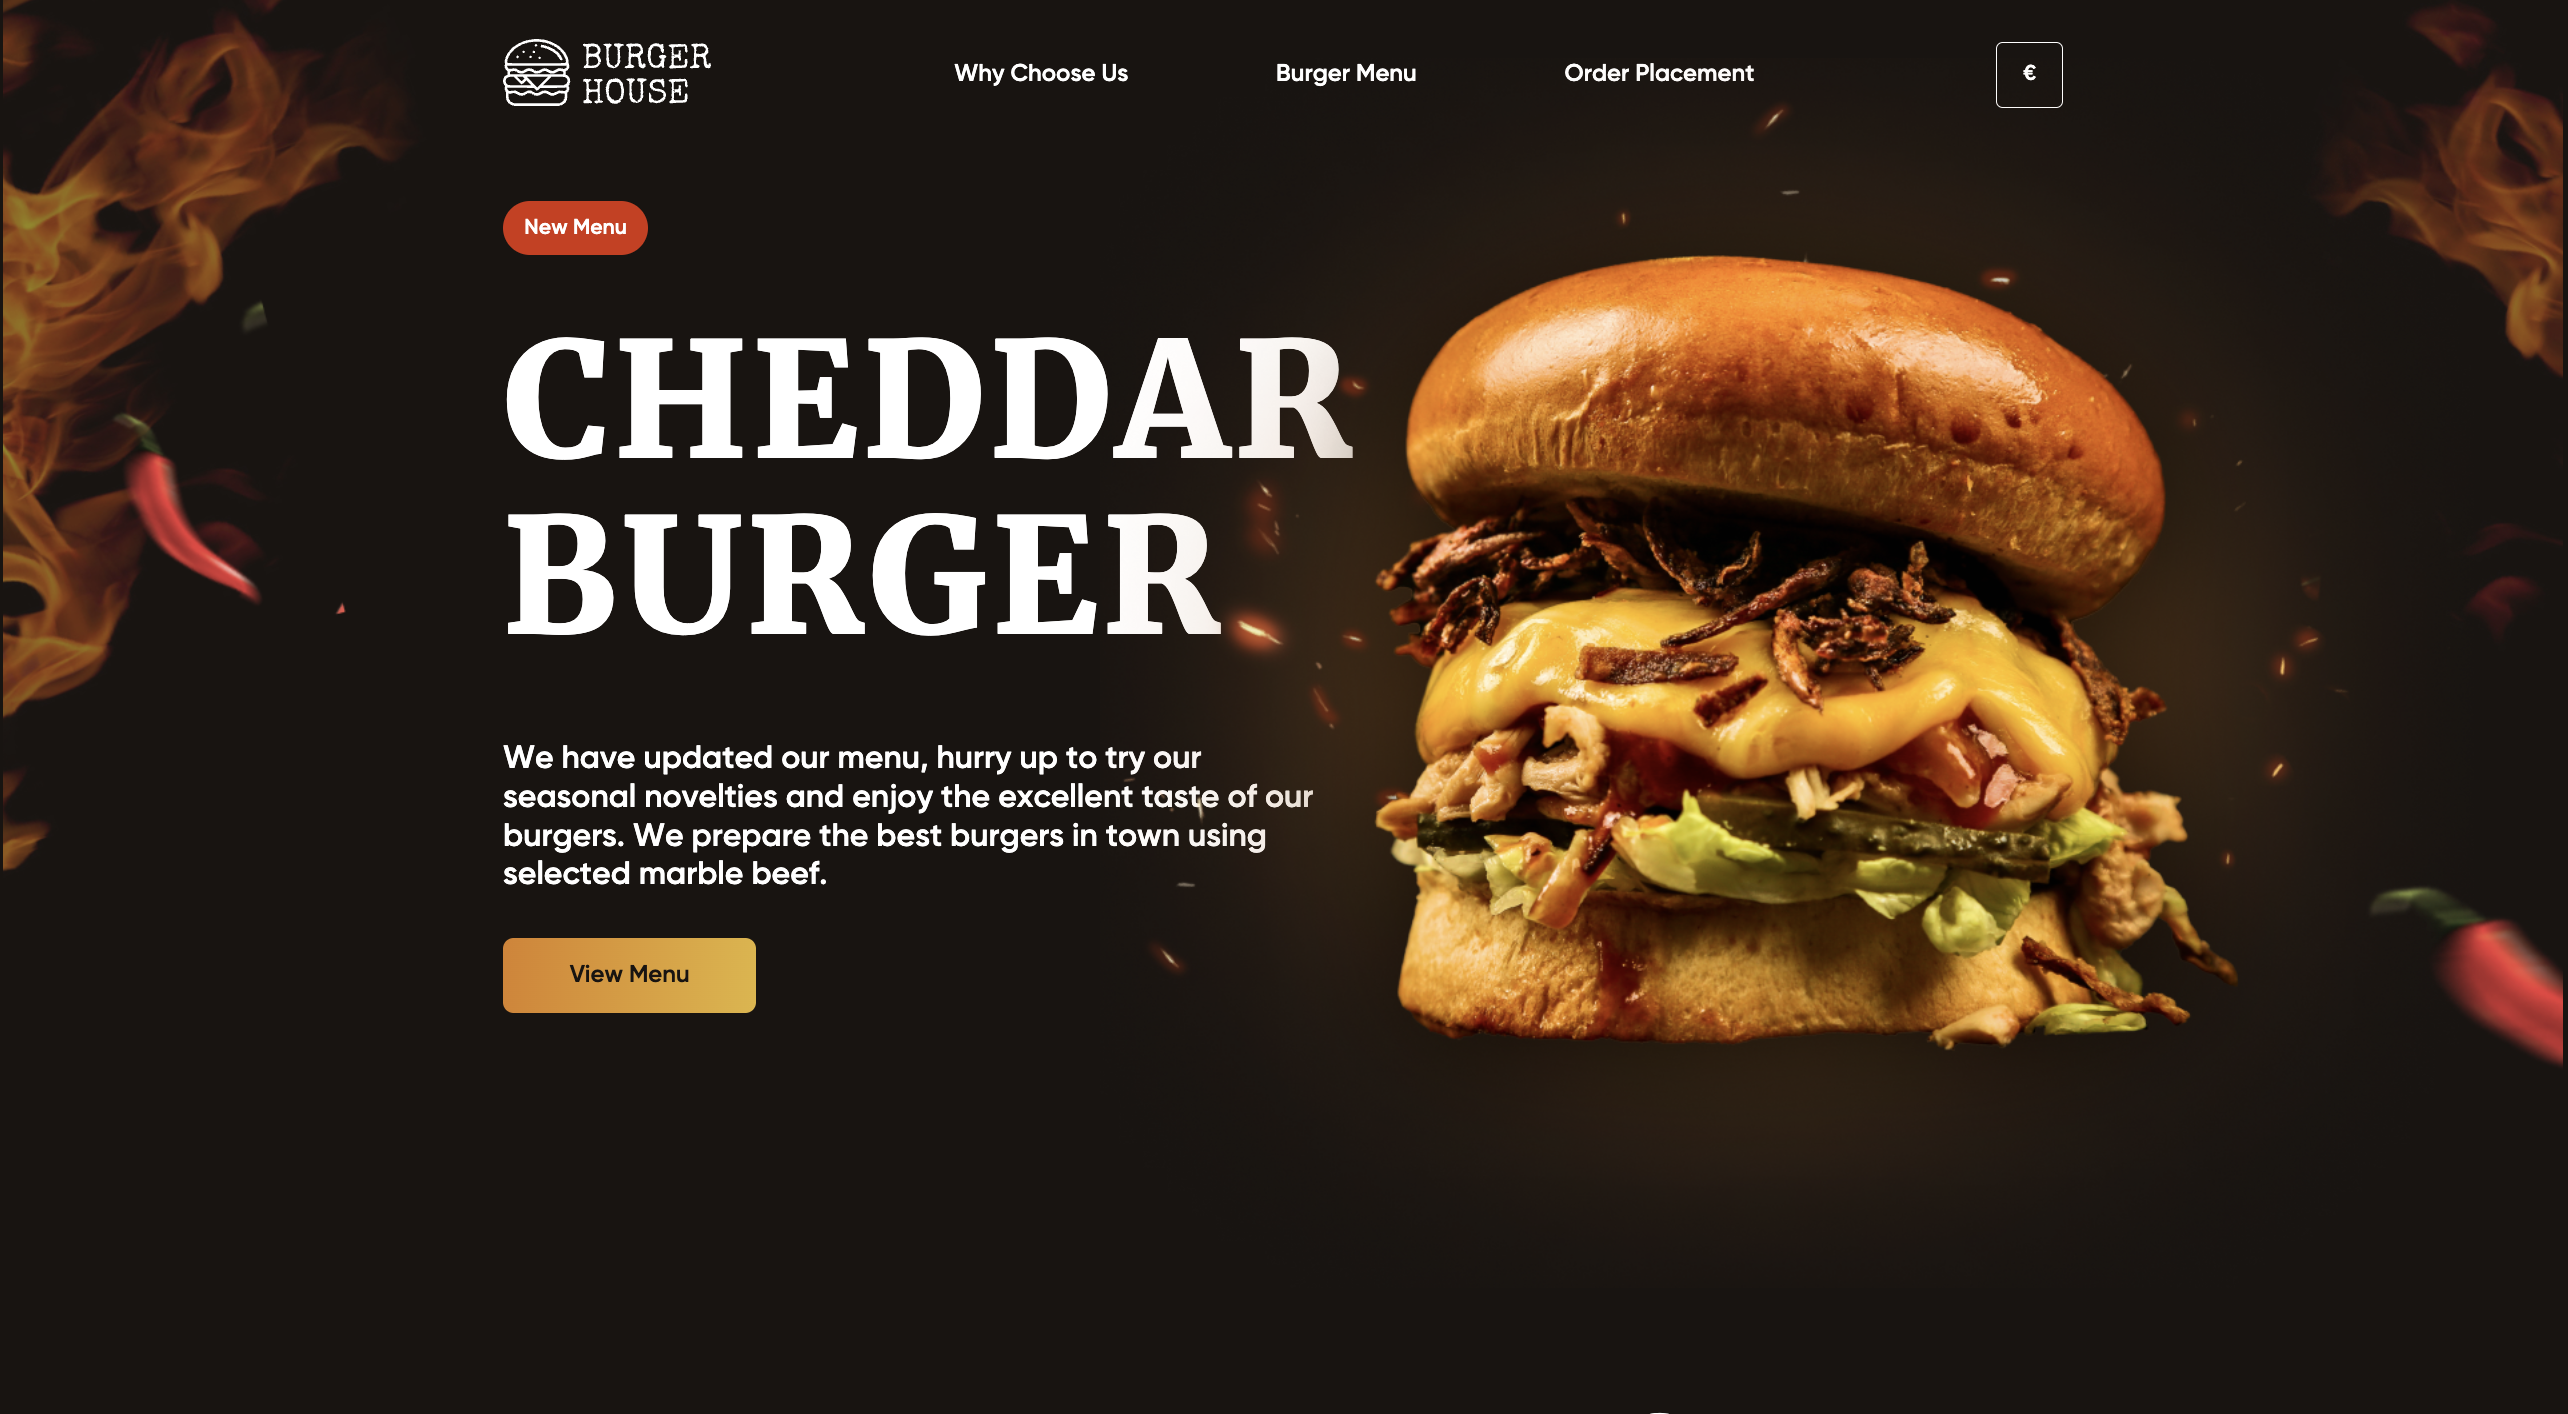 BURGER
HOUSE
Why Choose Us
Burger Menu
Order Placement
€
New Menu
CHEDDAR
BURGER
We have updated our menu, hurry up to try our
seasonal novelties and enjoy the excellent taste of our
burgers. We prepare the best burgers in town using
selected marble beef.
View Menu